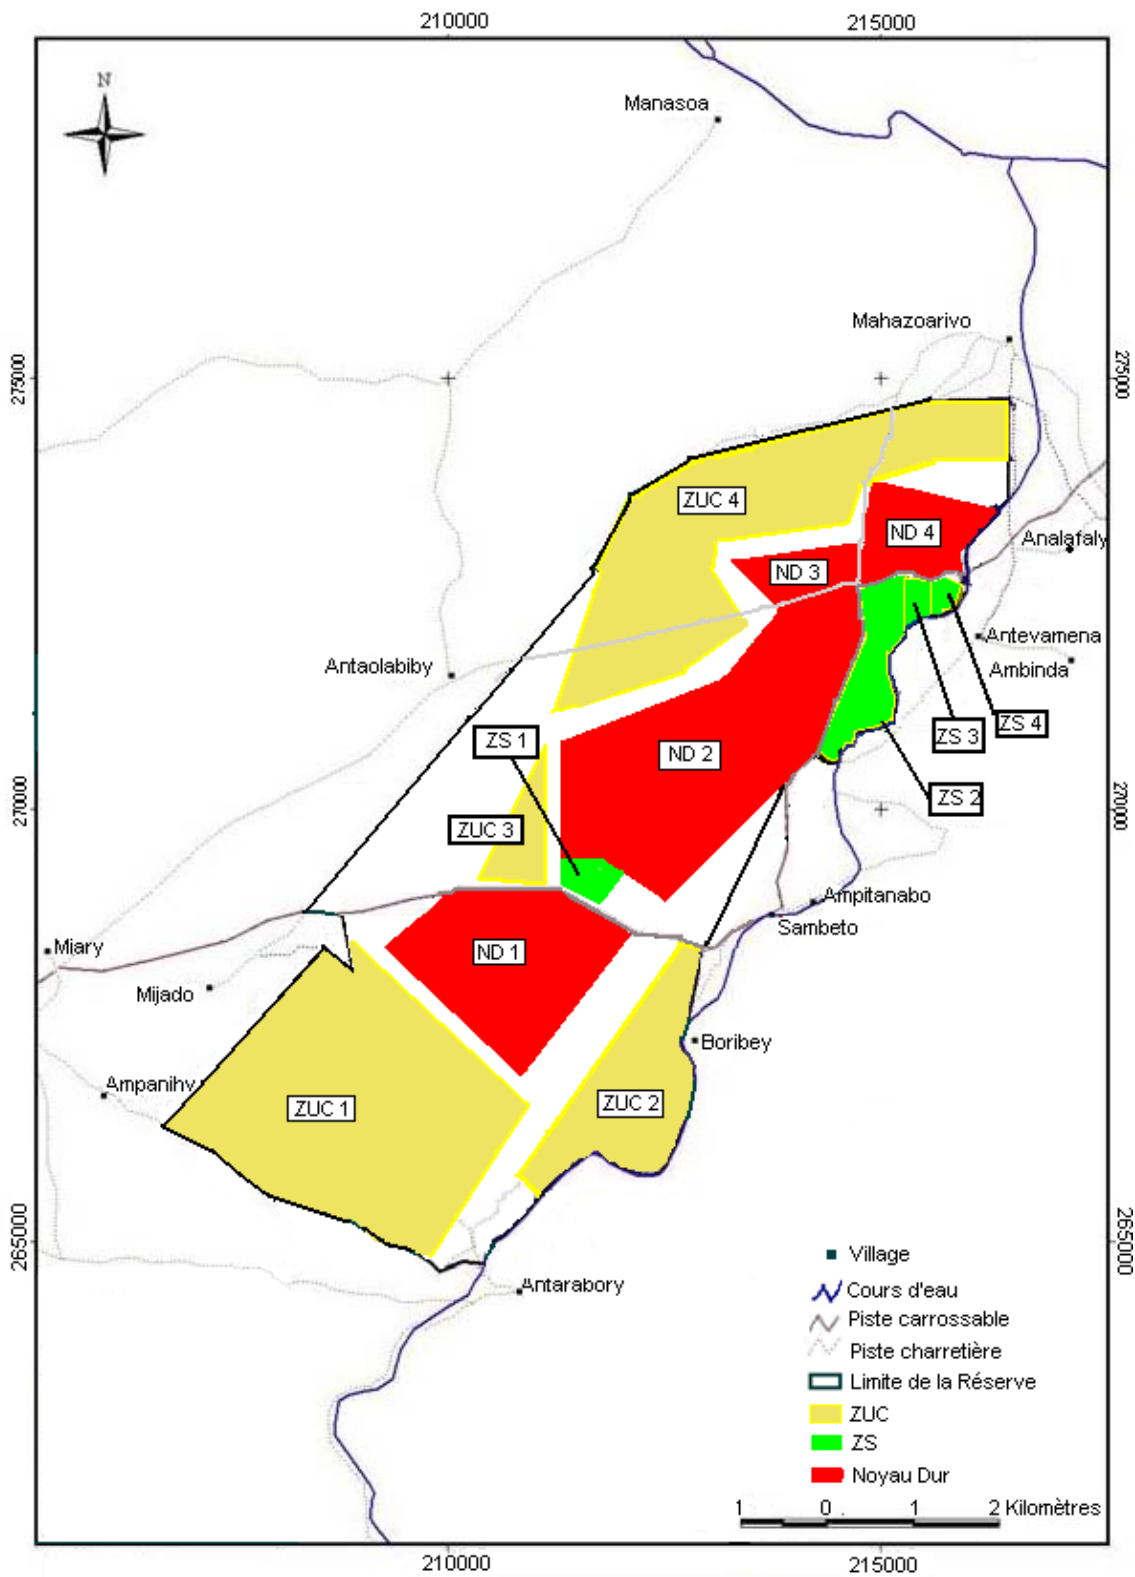 210000
215000
N
Manasoa
Mahazoarivo
275000
275000
ZUC 4
ND 4
Analafaly
ND 3
Antevamena
Antaolabiby
Ambinda
ZS 1
ZS 3
ZS 4
ND 2
ZS 2
270000
270000
ZUC 3
Ampitanabo
Sambeto
Miary
ND 1
Mijado
Boribey
Ampanihy
ZUC 1
ZUC 2
265000
265000
Village
Antarabory
Cours d'eau
Piste carrossable
Piste charretière
Limite de la Réserve
ZUC
ZS
Noyau Dur
1 0 1 2 Kilomètres
210000
215000